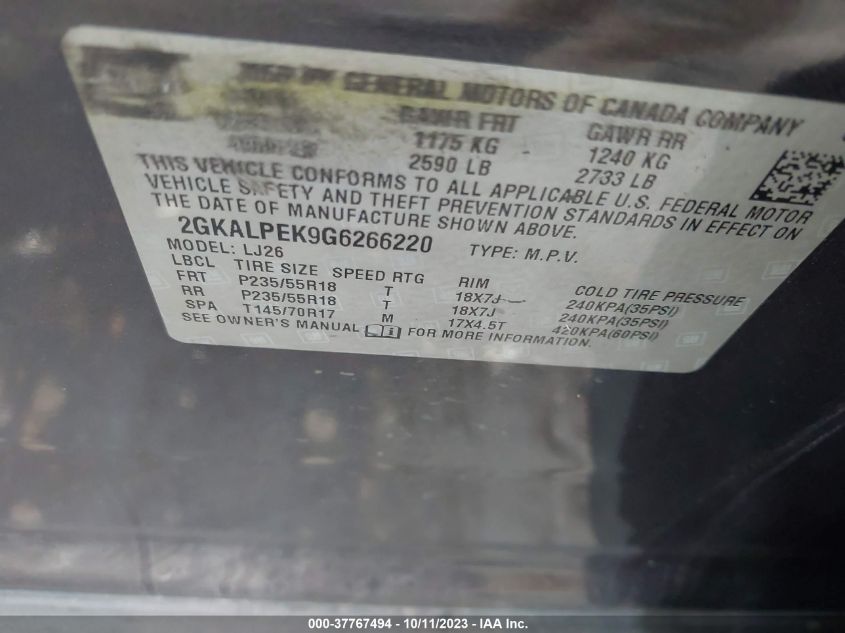 GENERAL MOTORS OF CANADA COMPANY
GAWR FRT GAWR RR
1175 KG 1240 KG
2590 LB 2733 LB
THIS VEHICLE CONFORMS TO ALL APPLICABLE U.S. FEDERAL MOTOR
VEHICLE SAFETY AND THEFT PREVENTION STANDARDS IN EFFECT ON
THE DATE OF MANUFACTURE SHOWN ABOVE.
2GKALPEK9G6266220 TYPE: M.P.V.
MODEL: LJ26
LBCL TIRE SIZE SPEED RTG RIM COLD TIRE PRESSURE
FRT P235/55R18 T 18X7J 240KPA(35PSI)
RR P235/55R18 T 18X7J 240KPA(35PSI)
SPA T145/70R17 M 17X4.5T 420KPA(60PSI)
SEE OWNER'S MANUAL FOR MORE INFORMATION.
000-37767494 - 10/11/2023 - IAA Inc.